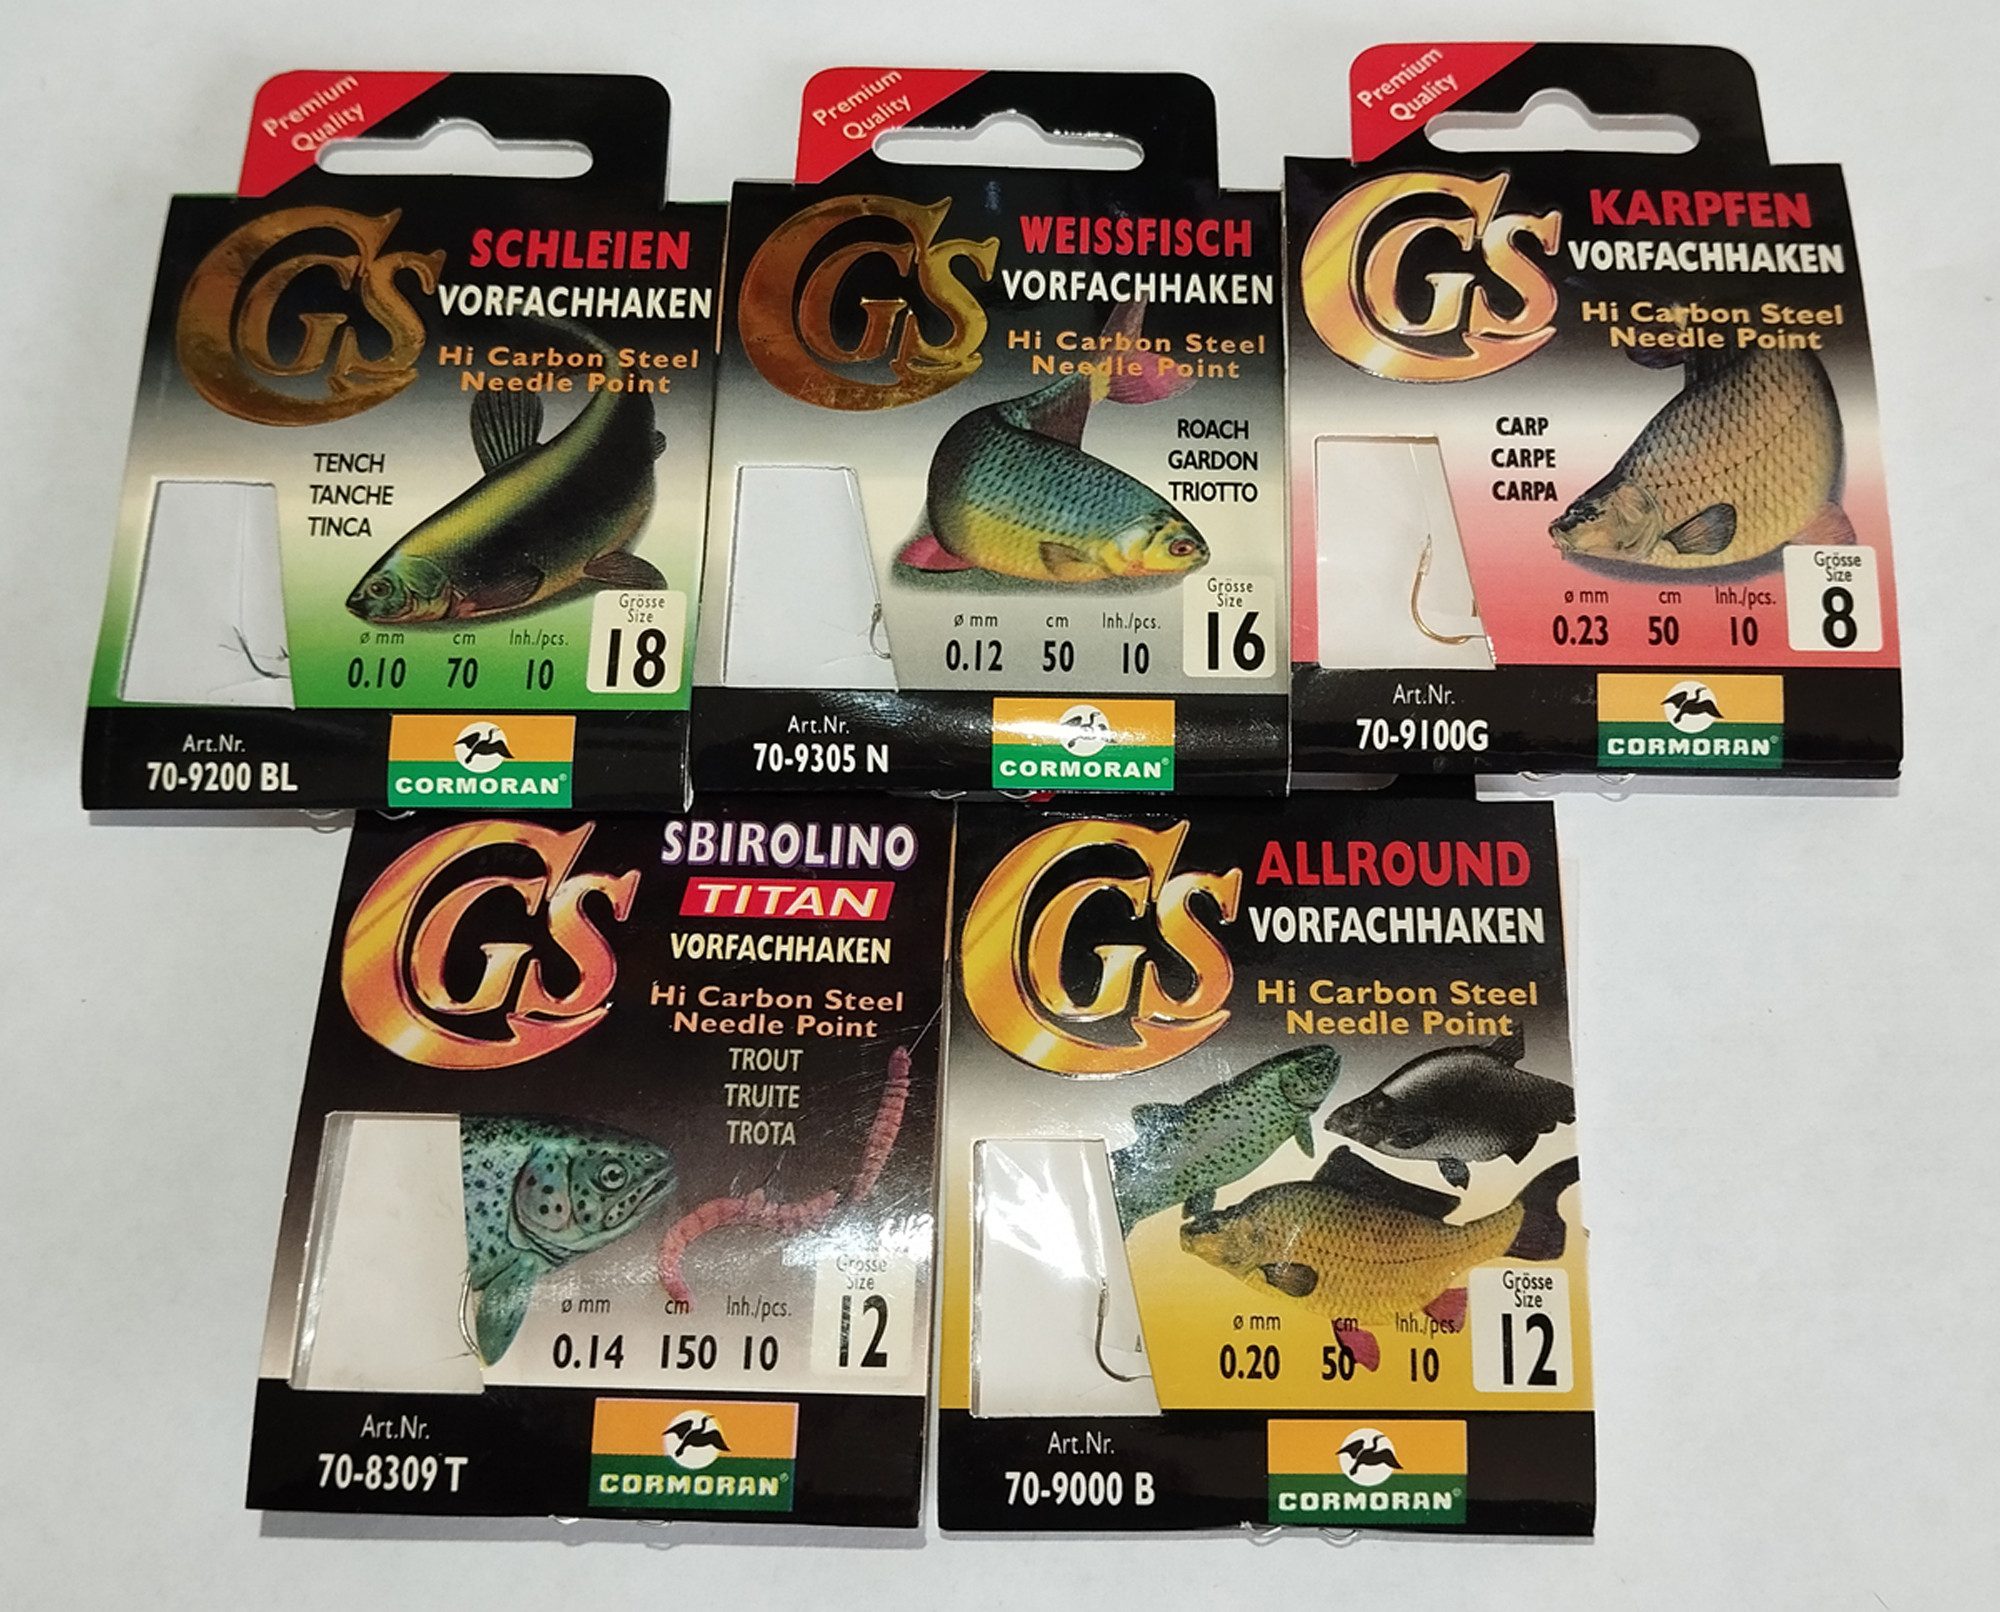 Premium
Quality
CGS
SCHLEIEN
VORFACHHAKEN
Hi Carbon Steel
Needle Point
TENCH
TANCHE
TINCA
Grösse
Size
18
ø mm cm Inh./pcs.
0.10 70 10
Art.Nr.
70-9200 BL
CORMORAN®
Premium
Quality
CGS
WEISSFISCH
VORFACHHAKEN
Hi Carbon Steel
Needle Point
ROACH
GARDON
TRIOTTO
Grösse
Size
16
ø mm cm Inh./pcs.
0.12 50 10
Art.Nr.
70-9305 N
CORMORAN®
Premium
Quality
CGS
KARPFEN
VORFACHHAKEN
Hi Carbon Steel
Needle Point
CARP
CARPE
CARPA
Grösse
Size
8
ø mm cm Inh./pcs.
0.23 50 10
Art.Nr.
70-9100G
CORMORAN®
CGS
SBIROLINO
TITAN
VORFACHHAKEN
Hi Carbon Steel
Needle Point
TROUT
TRUITE
TROTA
Grösse
Size
12
ø mm cm Inh./pcs.
0.14 150 10
Art.Nr.
70-8309 T
CORMORAN®
CGS
ALLROUND
VORFACHHAKEN
Hi Carbon Steel
Needle Point
Grösse
Size
12
ø mm cm Inh./pcs.
0.20 50 10
Art.Nr.
70-9000 B
CORMORAN®